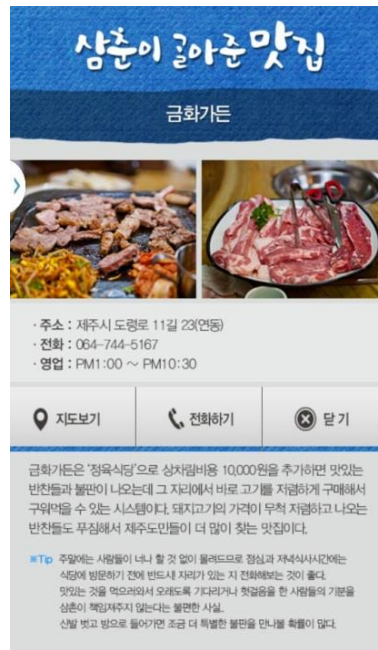 삼춘이 골아준 맛집
금화가든
· 주소 : 제주시 도령로 11길 23(연동)
· 전화 : 064-744-5167
· 영업 : PM1:00 ~ PM10:30
지도보기 전화하기 닫 기
금화가든은 '정육식당'으로 상차림비용 10,000원을 추가하면 맛있는
반찬들과 불판이 나오는데 그 자리에서 바로 고기를 저렴하게 구매해서
구워먹을 수 있는 시스템이다. 돼지고기의 가격이 무척 저렴하고 나오는
반찬들도 푸짐해서 제주도민들이 더 많이 찾는 맛집이다.
※Tip 주말에는 사람들이 너나 할 것 없이 몰려드므로 점심과 저녁식사시간에는
식당에 방문하기 전에 반드시 자리가 있는 지 전화해보는 것이 좋다.
맛있는 것을 먹으러와서 오래도록 기다리거나 헛걸음을 한 사람들의 기분을
삼촌이 책임져주지 않는다는 불편한 사실..
신발 벗고 방으로 들어가면 조금 더 특별한 불판을 만나볼 확률이 많다.